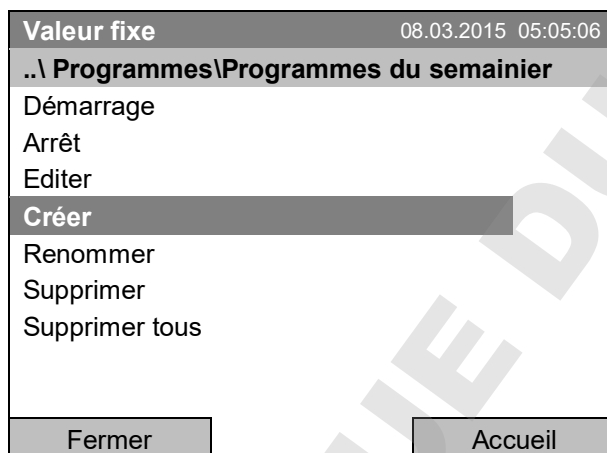 Valeur fixe 08.03.2015 05:05:06
..\ Programmes\Programmes du semainier
Démarrage
Arrêt
Editer
Créer
Renommer
Supprimer
Supprimer tous
Fermer Accueil